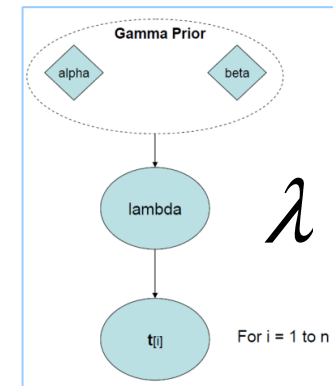 Gamma Prior
alpha
beta
lambda
λ
t[i]
For i = 1 to n